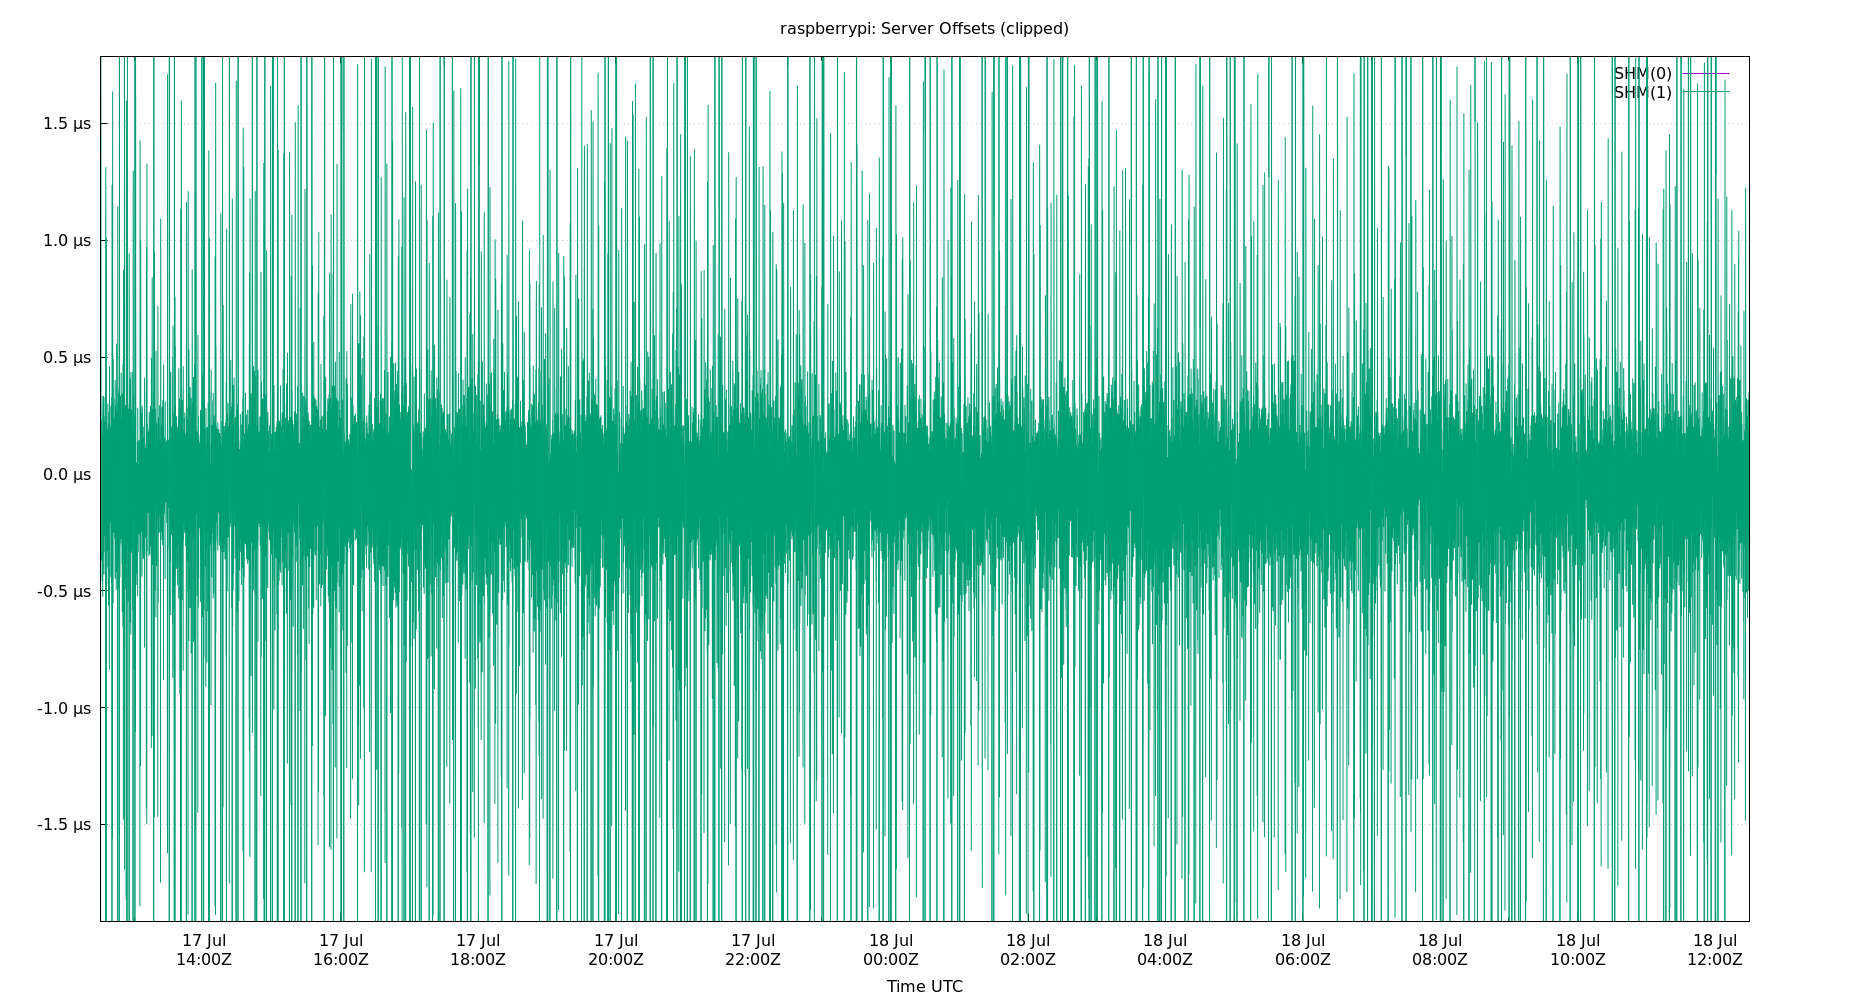 raspberrypi: Server Offsets (clipped)
SHM(0)
SHM(1)
1.5 µs
1.0 µs
0.5 µs
0.0 µs
-0.5 µs
-1.0 µs
-1.5 µs
17 Jul 17 Jul 17 Jul 17 Jul 17 Jul 18 Jul 18 Jul 18 Jul 18 Jul 18 Jul 18 Jul 18 Jul
14:00Z 16:00Z 18:00Z 20:00Z 22:00Z 00:00Z 02:00Z 04:00Z 06:00Z 08:00Z 10:00Z 12:00Z
Time UTC